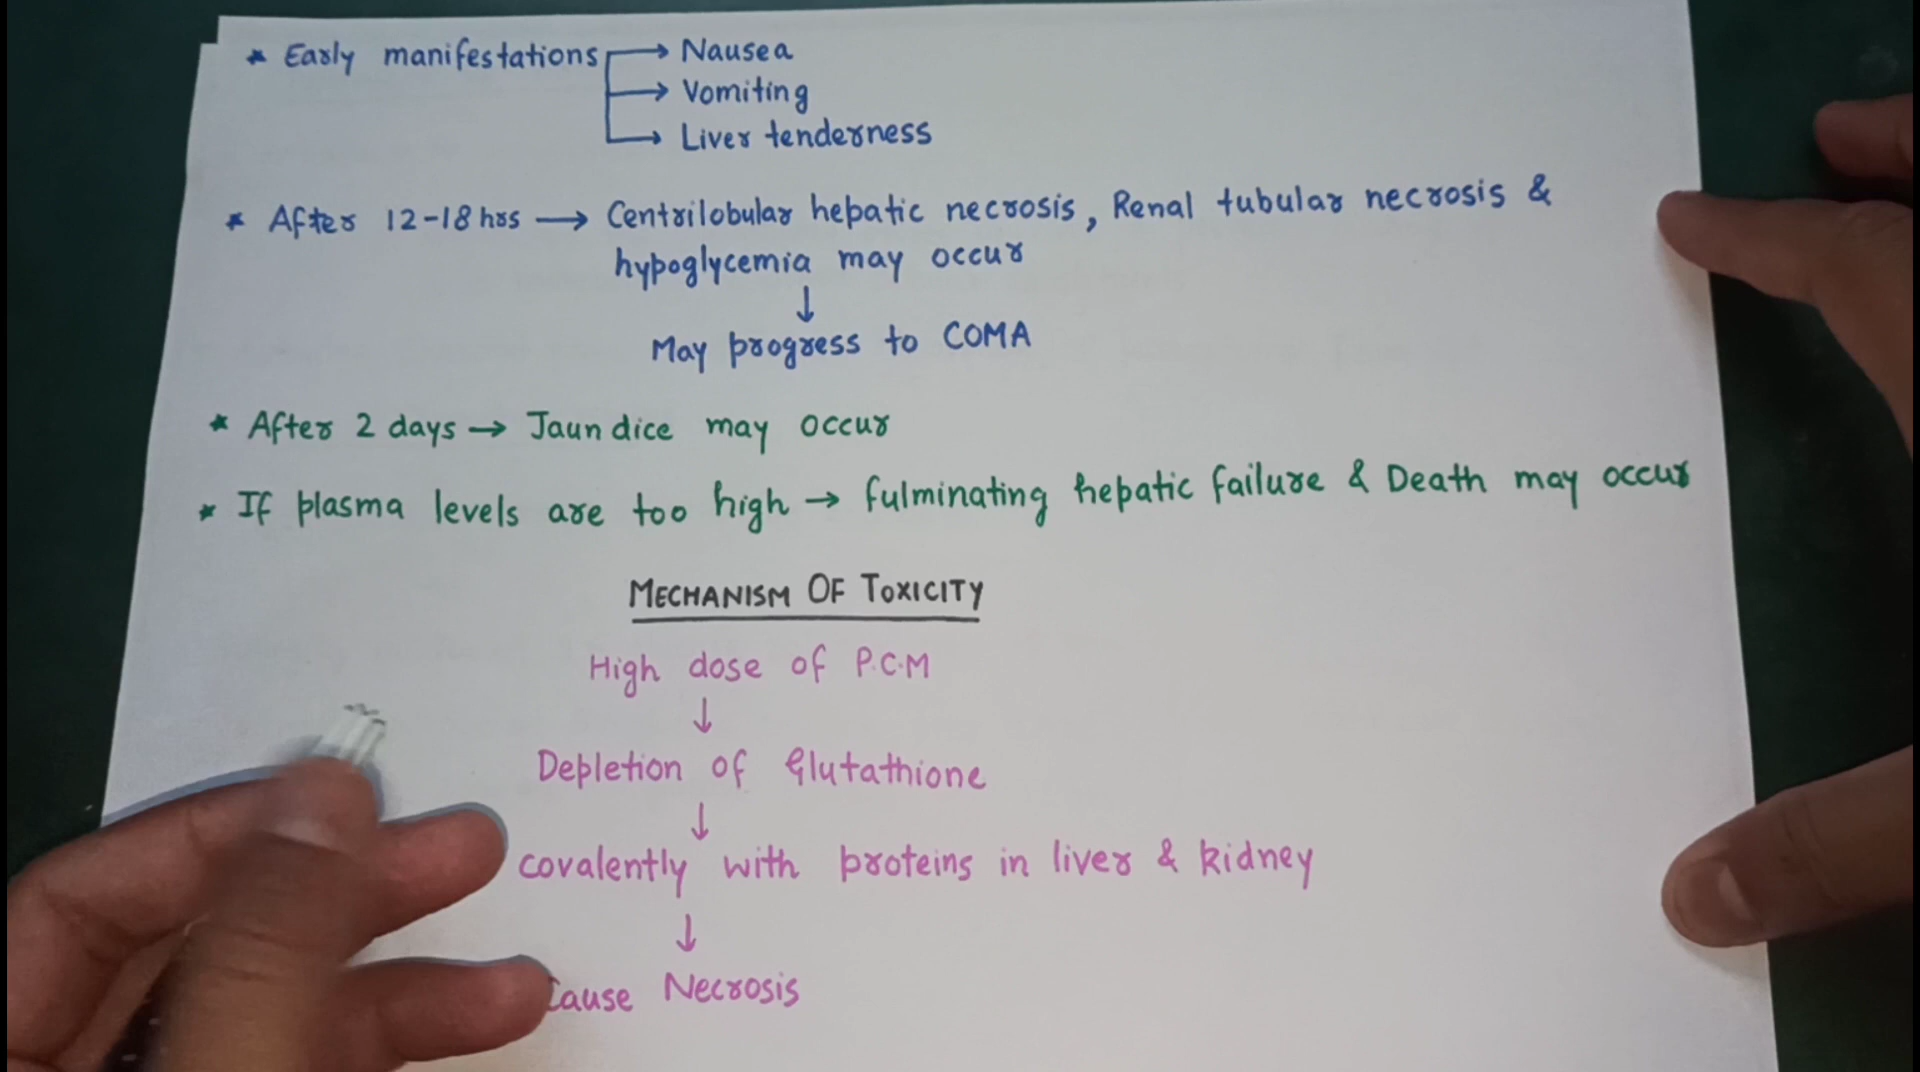 * Early manifestations → Nausea
→ Vomiting
→ Liver tenderness
* After 12-18 hrs → Centrilobular hepatic necrosis, Renal tubular necrosis &
hypoglycemia may occur
↓
May progress to COMA
* After 2 days → Jaundice may occur
* If plasma levels are too high → fulminating hepatic failure & Death may occur
MECHANISM OF TOXICITY
High dose of P.C.M
↓
Depletion of Glutathione
↓
covalently with proteins in liver & kidney
↓
Cause Necrosis